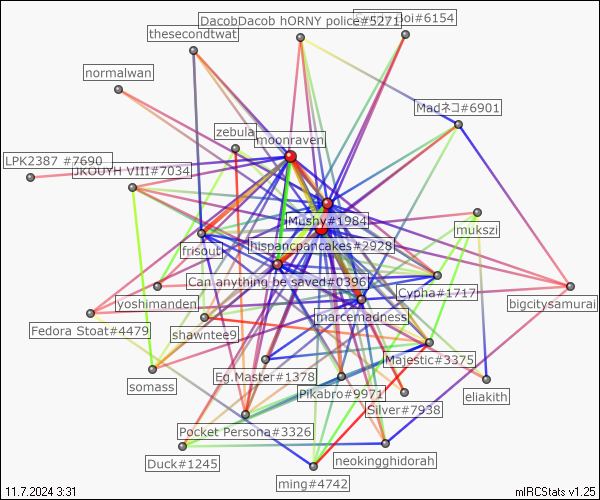 DacobDacob hORNY police#5271
boi#6154
thesecondtwat
normalwan
Madネコ#6901
zebula
moonraven
LPK2387 #7690
JKOUYH VIII#7034
iMushy#1984
mukszi
frisout
hispancpancakes#2928
Can anything be saved#0396
Cypha#1717
yoshimanden
bigcitysamurai
marcemadness
Fedora Stoat#4479
shawntee9
Majestic#3375
Eg.Master#1378
somass
Pikabro#9971
eliakith
Silver#7938
Pocket Persona#3326
Duck#1245
neokingghidorah
ming#4742
11.7.2024 3:31
mIRCStats v1.25